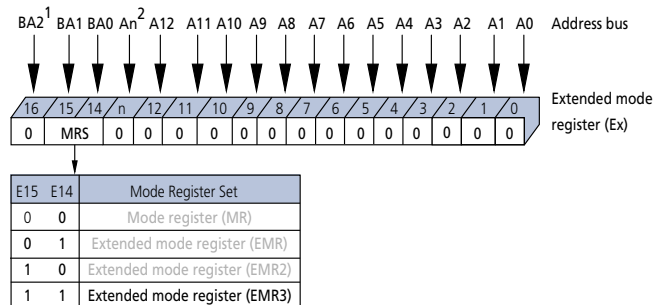 BA2¹ BA1 BA0 An² A12 A11 A10 A9 A8 A7 A6 A5 A4 A3 A2 A1 A0 Address bus
16 15 14 n 12 11 10 9 8 7 6 5 4 3 2 1 0 Extended mode
register (Ex)
0 MRS 0 0 0 0 0 0 0 0 0 0 0 0 0 0
E15 E14 Mode Register Set
0 0 Mode register (MR)
0 1 Extended mode register (EMR)
1 0 Extended mode register (EMR2)
1 1 Extended mode register (EMR3)